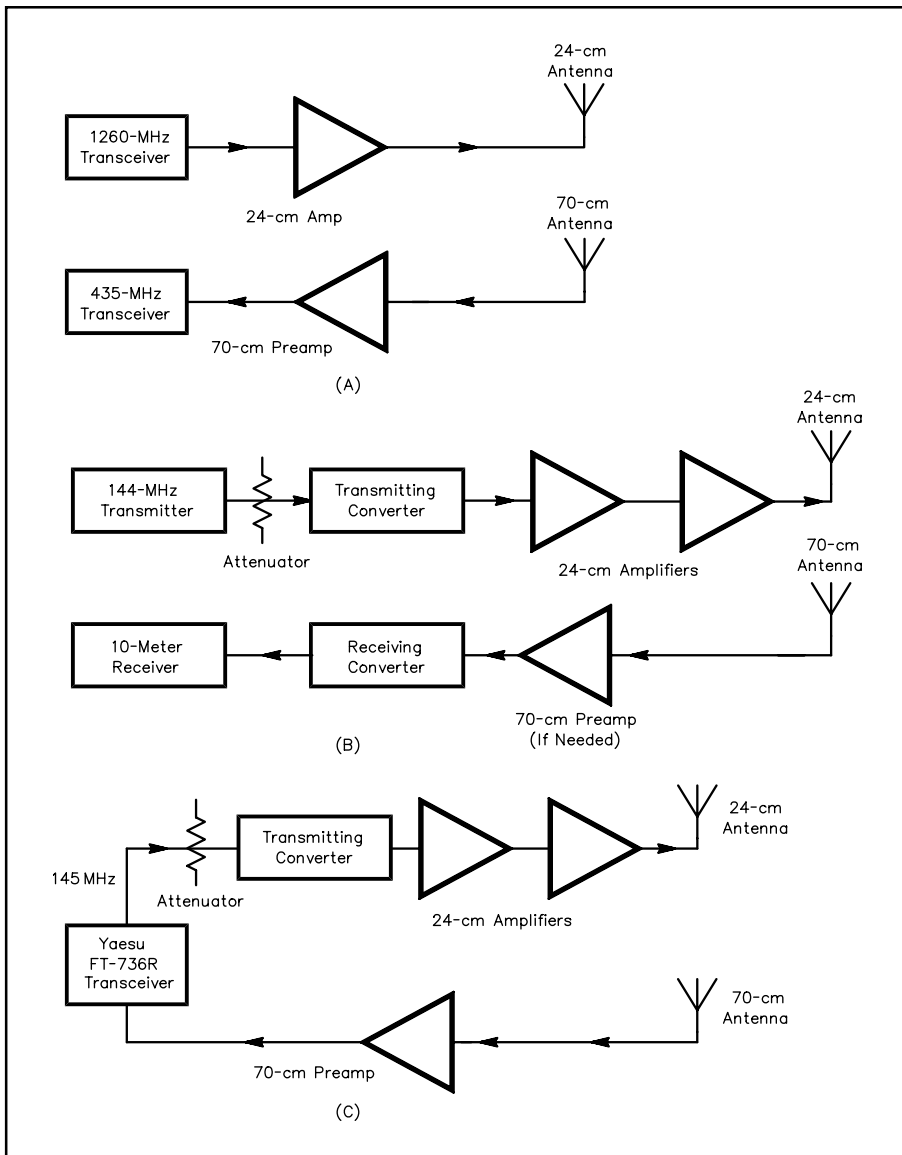 24-cm
Antenna
1260-MHz
Transceiver
24-cm Amp
70-cm
Antenna
435-MHz
Transceiver
70-cm Preamp
(A)
24-cm
Antenna
144-MHz
Transmitter
Transmitting
Converter
Attenuator
24-cm Amplifiers
70-cm
Antenna
10-Meter
Receiver
Receiving
Converter
70-cm Preamp
(If Needed)
(B)
24-cm
Antenna
Transmitting
Converter
145 MHz
Attenuator
24-cm Amplifiers
Yaesu
FT-736R
Transceiver
70-cm
Antenna
70-cm Preamp
(C)